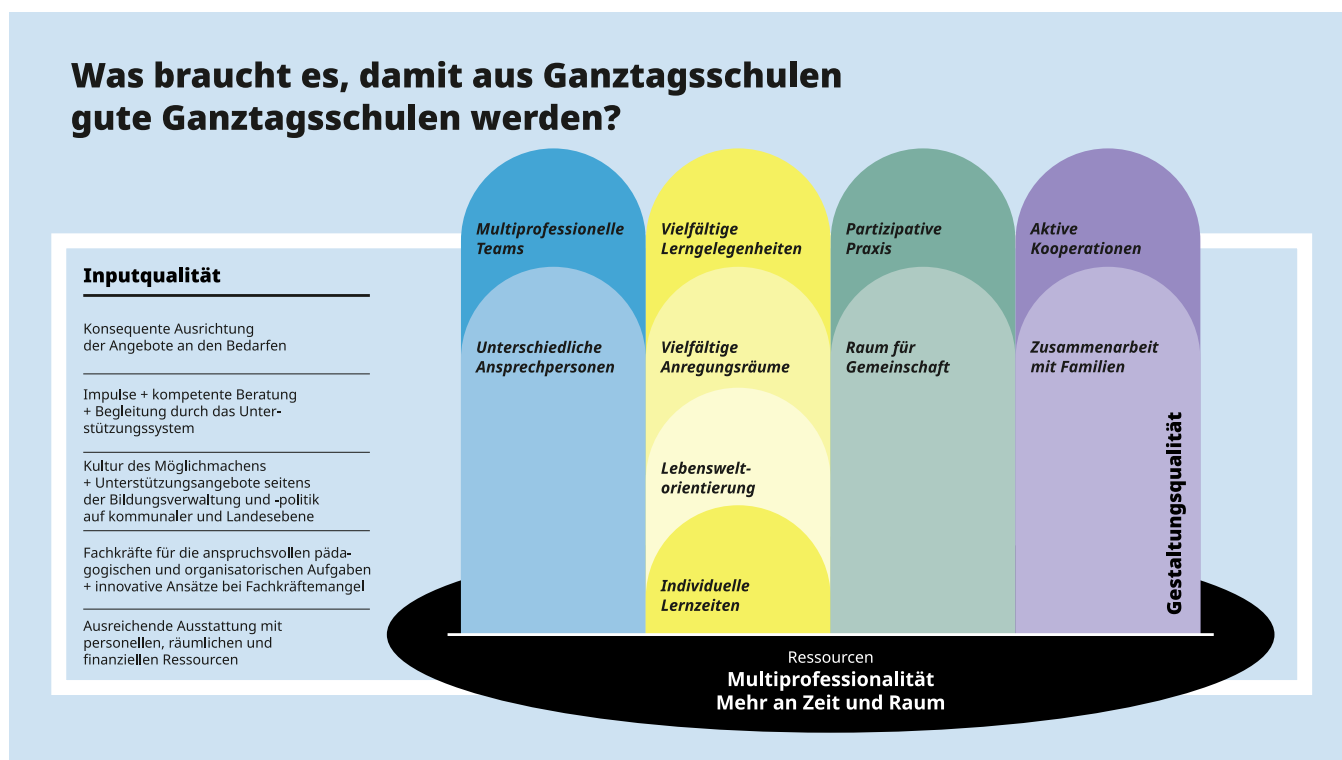 Was braucht es, damit aus Ganztagsschulen
gute Ganztagsschulen werden?
Inputqualität
Konsequente Ausrichtung
der Angebote an den Bedarfen
Impulse + kompetente Beratung
+ Begleitung durch das Unter-
stützungssystem
Kultur des Möglichmachens
+ Unterstützungsangebote seitens
der Bildungsverwaltung und -politik
auf kommunaler und Landesebene
Fachkräfte für die anspruchsvollen päda-
gogischen und organisatorischen Aufgaben
+ innovative Ansätze bei Fachkräftemangel
Ausreichende Ausstattung mit
personellen, räumlichen und
finanziellen Ressourcen
Multiprofessionelle
Teams
Unterschiedliche
Ansprechpersonen
Vielfältige
Lerngelegenheiten
Vielfältige
Anregungsräume
Lebenswelt-
orientierung
Individuelle
Lernzeiten
Partizipative
Praxis
Raum für
Gemeinschaft
Aktive
Kooperationen
Zusammenarbeit
mit Familien
Gestaltungsqualität
Ressourcen
Multiprofessionalität
Mehr an Zeit und Raum